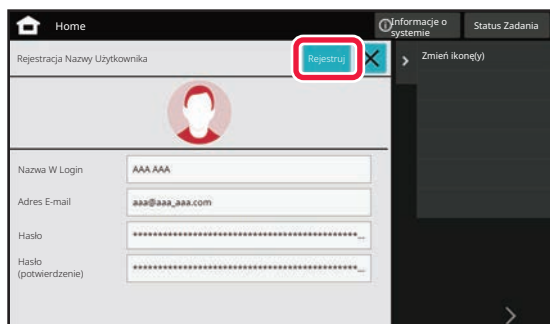 Home
Informacje o
systemie
Status Zadania
Rejestracja Nazwy Użytkownika
Rejestruj
Zmień ikonę(y)
Nazwa W Login
AAA AAA
Adres E-mail
aaa@aaa_aaa.com
Hasło
************************************************...
Hasło
(potwierdzenie)
************************************************...